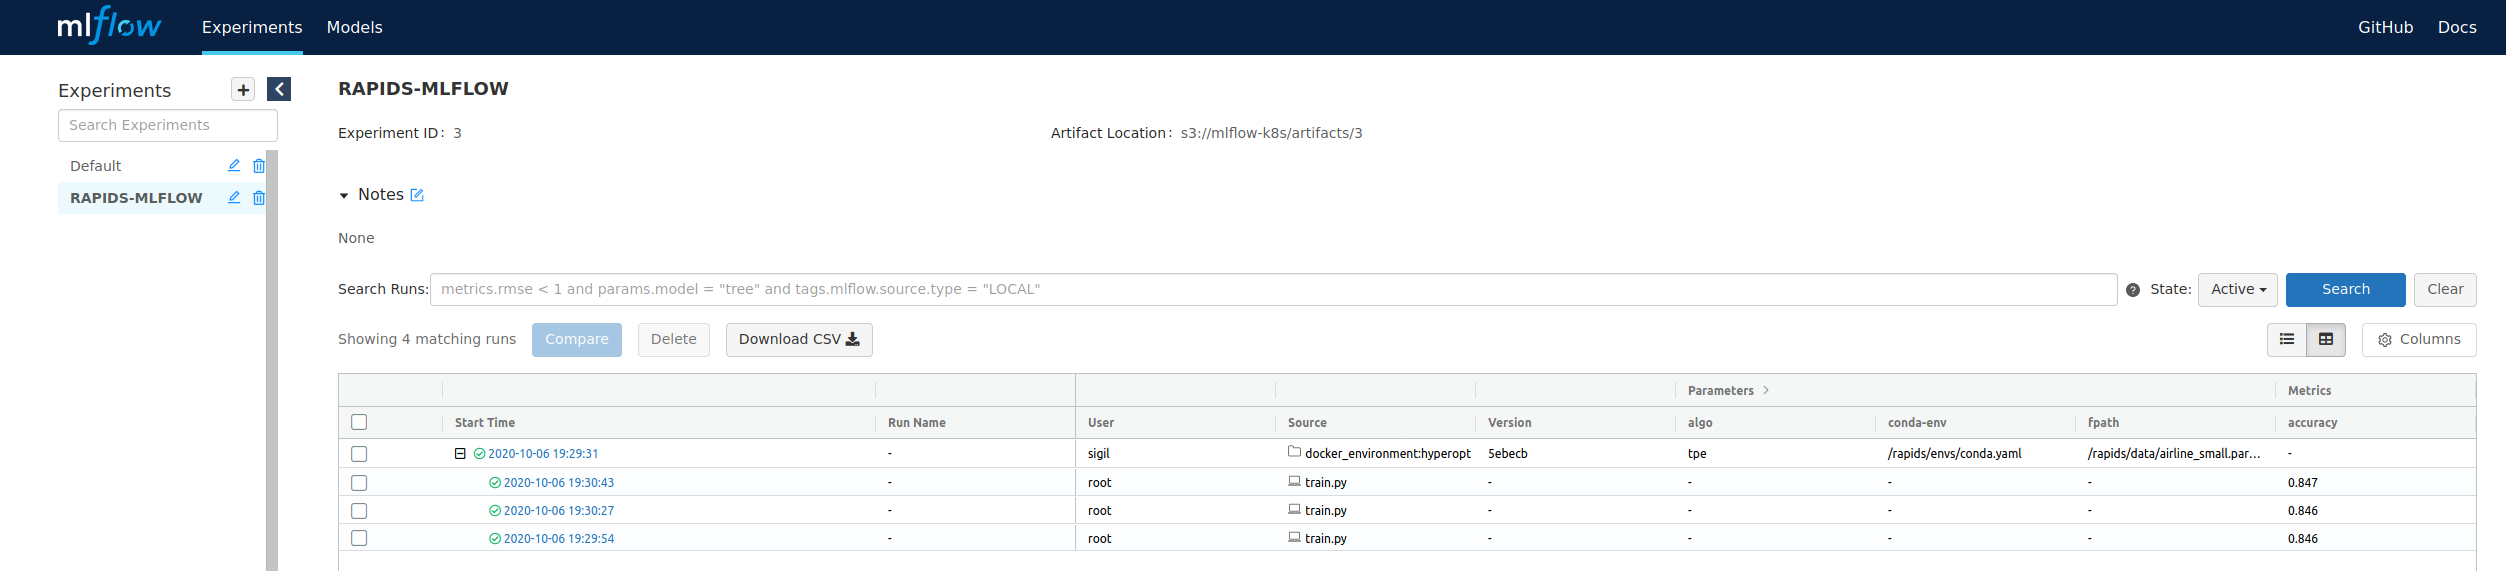 mlflow Experiments Models GitHub Docs
Experiments +
Search Experiments
Default
RAPIDS-MLFLOW
RAPIDS-MLFLOW
Experiment ID: 3 Artifact Location: s3://mlflow-k8s/artifacts/3
Notes
None
Search Runs: metrics.rmse < 1 and params.model = "tree" and tags.mlflow.source.type = "LOCAL" ? State: Active Search Clear
Showing 4 matching runs Compare Delete Download CSV Columns
Parameters > Metrics
Start Time Run Name User Source Version algo conda-env fpath accuracy
2020-10-06 19:29:31 - sigil docker_environment:hyperopt 5ebecb tpe /rapids/envs/conda.yaml /rapids/data/airline_small.par... -
2020-10-06 19:30:43 - root train.py - - - - 0.847
2020-10-06 19:30:27 - root train.py - - - - 0.846
2020-10-06 19:29:54 - root train.py - - - - 0.846